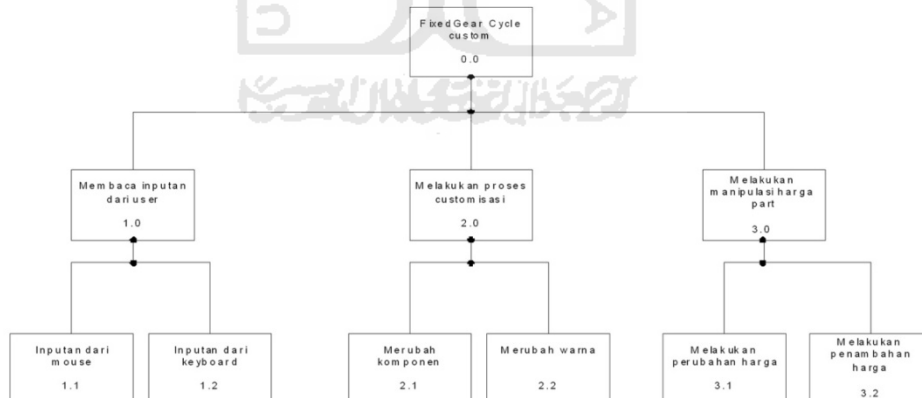 FixedGear Cycle
custom
0.0
Membaca inputan
dari user
1.0
Melakukan proses
customisasi
2.0
Melakukan
manipulasi harga
part
3.0
Inputan dari
mouse
1.1
Inputan dari
keyboard
1.2
Merubah
komponen
2.1
Merubah warna
2.2
Melakukan
perubahan harga
3.1
Melakukan
penambahan
harga
3.2